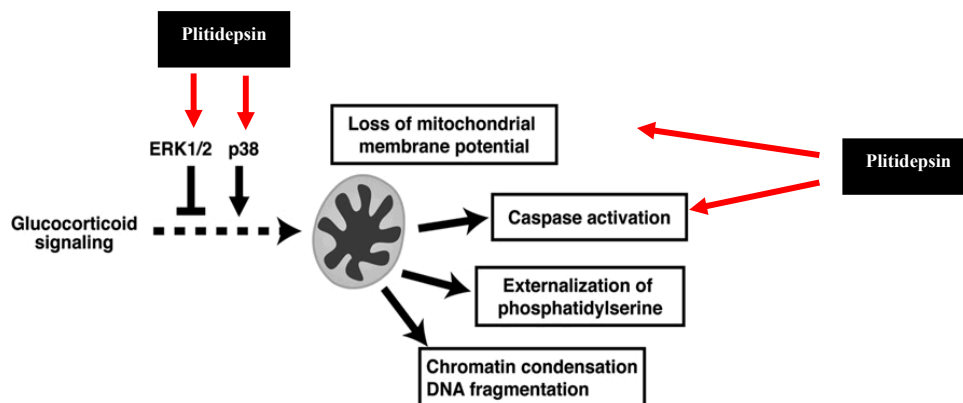 Plitidepsin
Loss of mitochondrial
membrane potential
ERK1/2 p38
Plitidepsin
Glucocorticoid
signaling
Caspase activation
Externalization of
phosphatidylserine
Chromatin condensation
DNA fragmentation